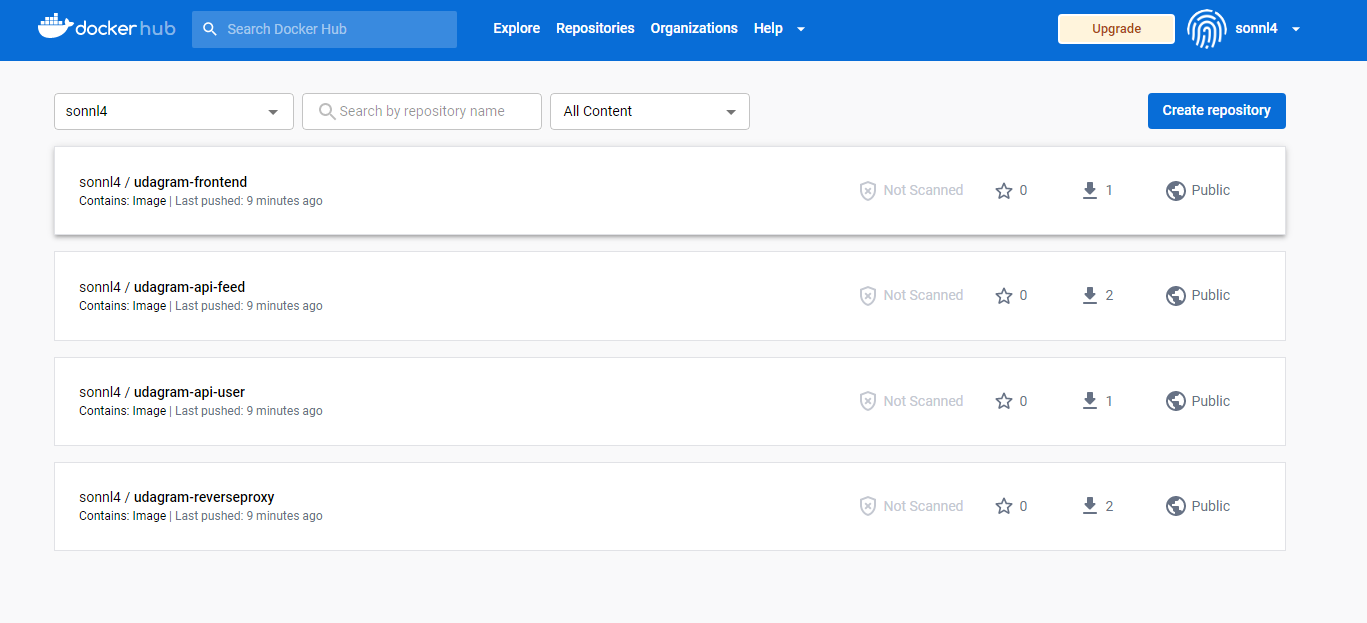 dockerhub
Search Docker Hub
Explore
Repositories
Organizations
Help
Upgrade
sonnl4
sonnl4
Search by repository name
All Content
Create repository
sonnl4 / udagram-frontend
Contains: Image | Last pushed: 9 minutes ago
Not Scanned
0
1
Public
sonnl4 / udagram-api-feed
Contains: Image | Last pushed: 9 minutes ago
Not Scanned
0
2
Public
sonnl4 / udagram-api-user
Contains: Image | Last pushed: 9 minutes ago
Not Scanned
0
1
Public
sonnl4 / udagram-reverseproxy
Contains: Image | Last pushed: 9 minutes ago
Not Scanned
0
2
Public